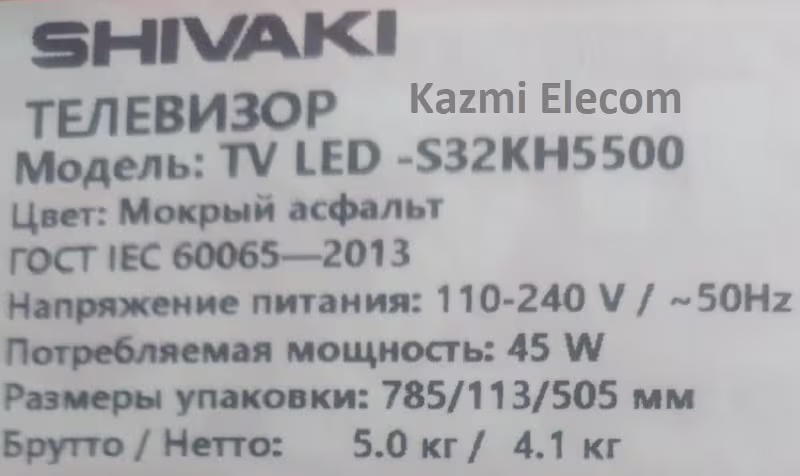 SHIVAKI
Kazmi Elecom
ТЕЛЕВИЗОР
Модель: TV LED -S32KH5500
Цвет: Мокрый асфальт
ГОСТ IEC 60065—2013
Напряжение питания: 110-240 V / ~50Hz
Потребляемая мощность: 45 W
Размеры упаковки: 785/113/505 мм
Брутто / Нетто: 5.0 кг / 4.1 кг